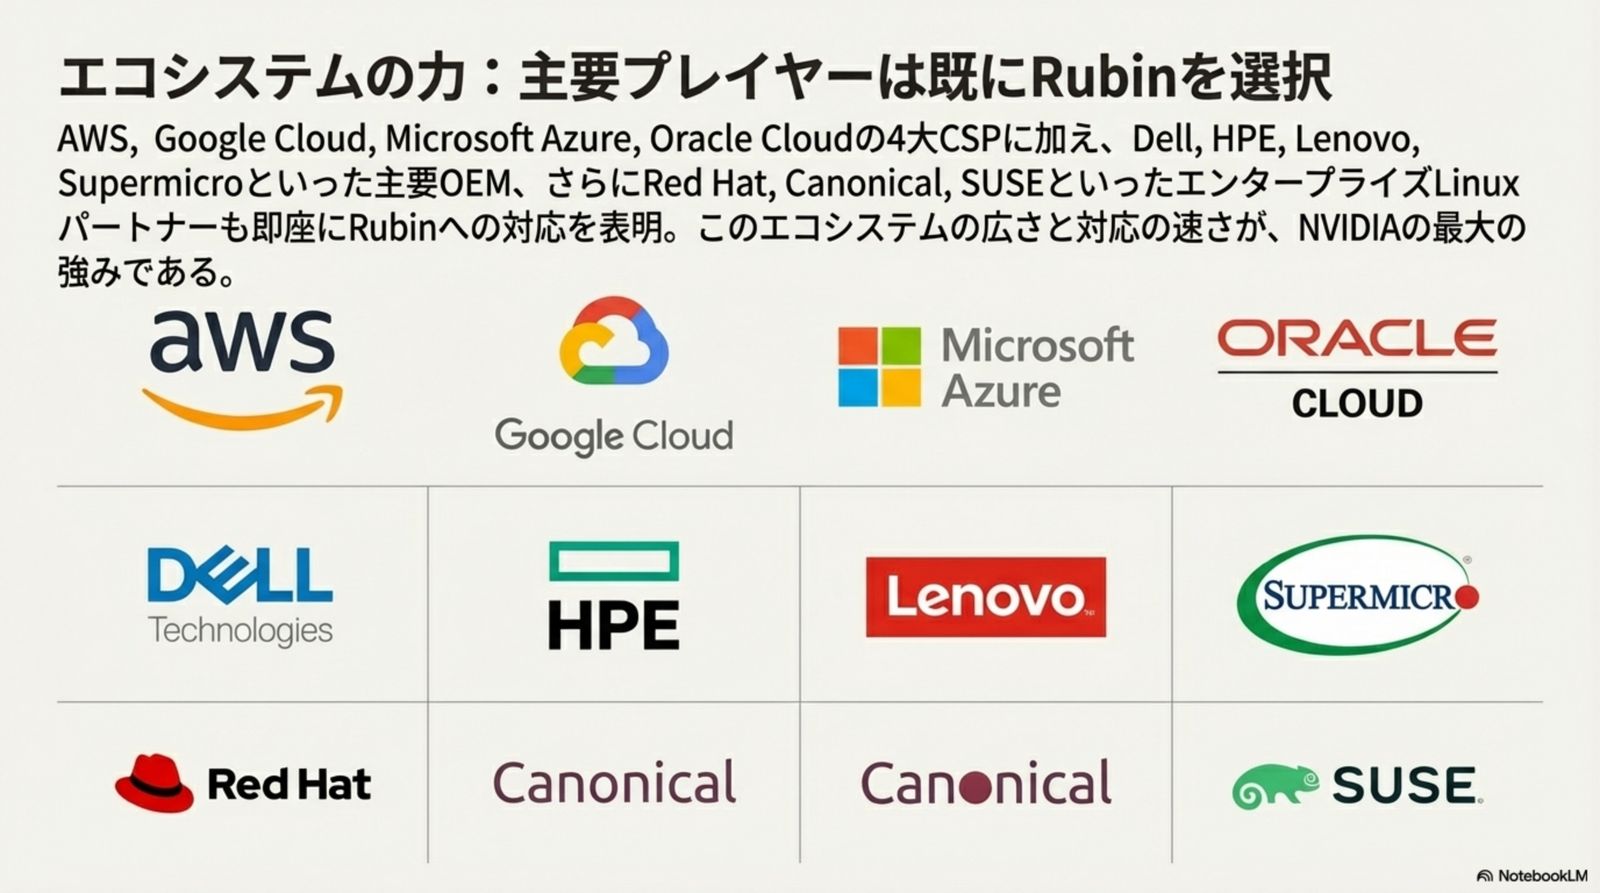 エコシステムの力：主要プレイヤーは既にRubinを選択
AWS, Google Cloud, Microsoft Azure, Oracle Cloudの4大CSPに加え、Dell, HPE, Lenovo,
Supermicroといった主要OEM、さらにRed Hat, Canonical, SUSEといったエンタープライズLinux
パートナーも即座にRubinへの対応を表明。このエコシステムの広さと対応の速さが、NVIDIAの最大の
強みである。
aws
Google Cloud
Microsoft
Azure
ORACLE
CLOUD
DELL
Technologies
HPE
Lenovo
SUPERMICRO
Red Hat
Canonical
Canonical
SUSE
NotebookLM